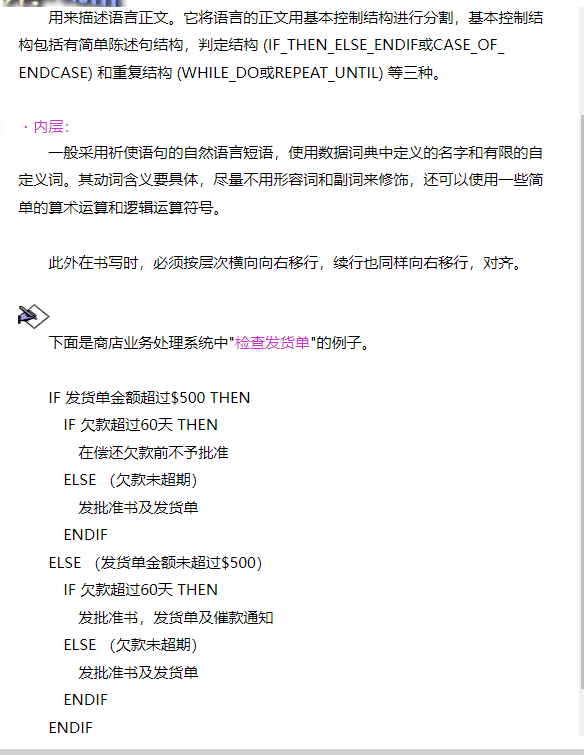 用来描述语言正文。它将语言的正文用基本控制结构进行分割，基本控制结
构包括有简单陈述句结构，判定结构 (IF_THEN_ELSE_ENDIF或CASE_OF_
ENDCASE) 和重复结构 (WHILE_DO或REPEAT_UNTIL) 等三种。
·内层：
一般采用祈使语句的自然语言短语，使用数据词典中定义的名字和有限的自
定义词。其动词含义要具体，尽量不用形容词和副词来修饰，还可以使用一些简
单的算术运算和逻辑运算符号。
此外在书写时，必须按层次横向向右移行，续行也同样向右移行，对齐。
下面是商店业务处理系统中"检查发货单"的例子。
IF 发货单金额超过$500 THEN
IF 欠款超过60天 THEN
在偿还欠款前不予批准
ELSE （欠款未超期）
发批准书及发货单
ENDIF
ELSE （发货单金额未超过$500）
IF 欠款超过60天 THEN
发批准书，发货单及催款通知
ELSE （欠款未超期）
发批准书及发货单
ENDIF
ENDIF